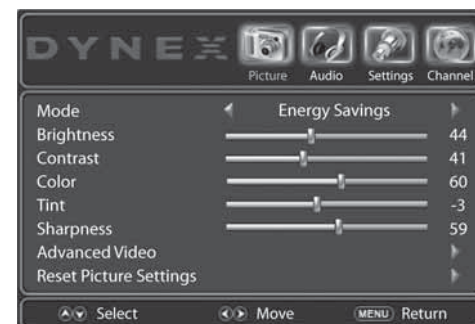 DYNEX
Picture Audio Settings Channel
Mode Energy Savings
Brightness 44
Contrast 41
Color 60
Tint -3
Sharpness 59
Advanced Video
Reset Picture Settings
Select Move MENU Return